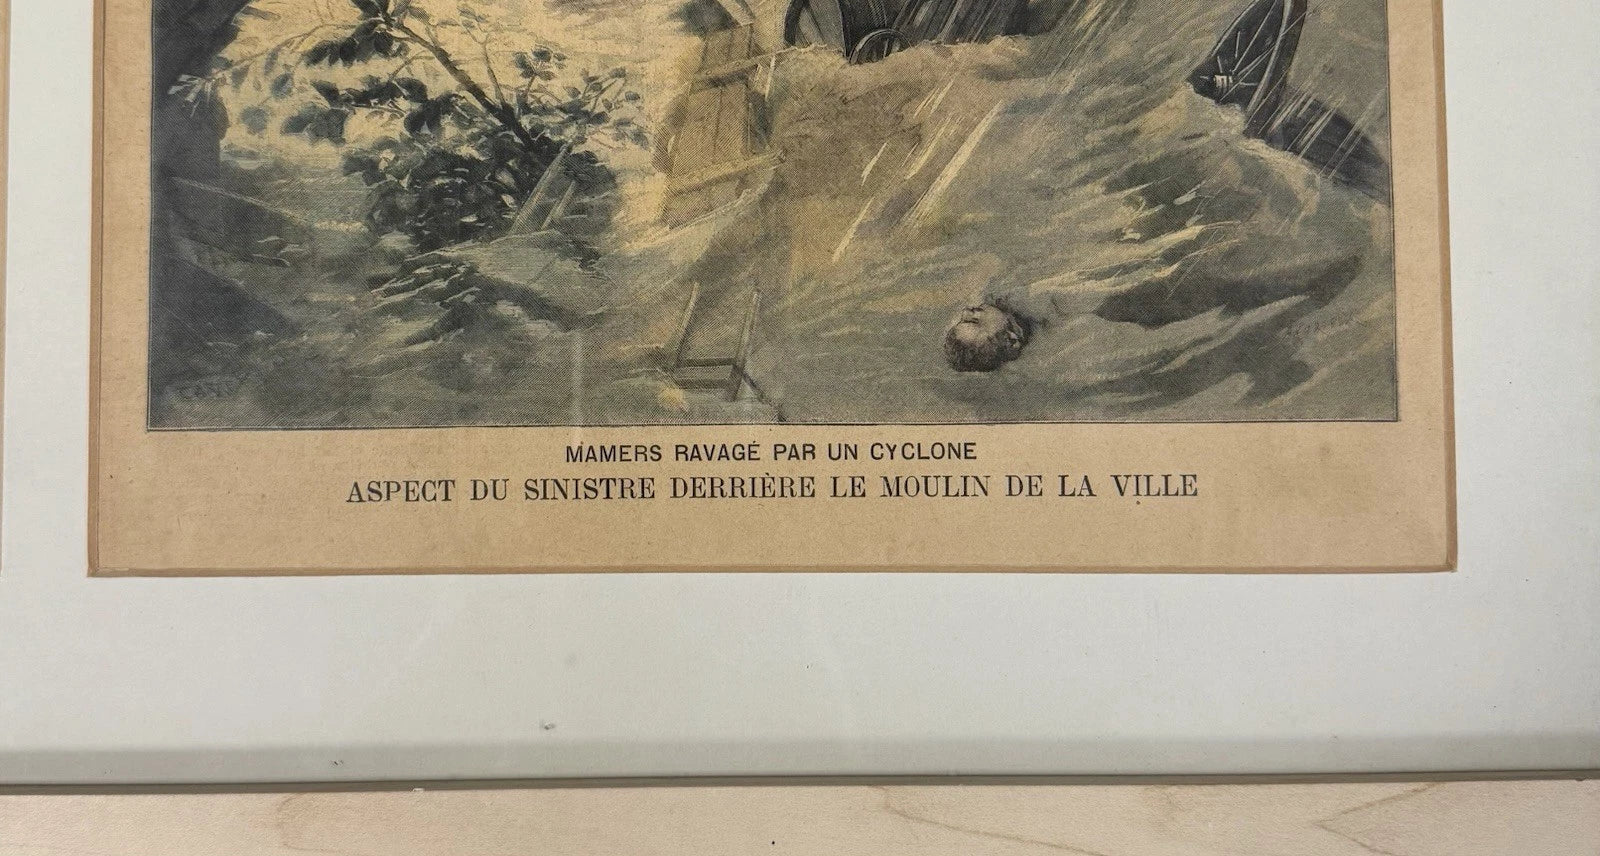 MAMERS RAVAGÉ PAR UN CYCLONE
ASPECT DU SINISTRE DERRIÈRE LE MOULIN DE LA VILLE